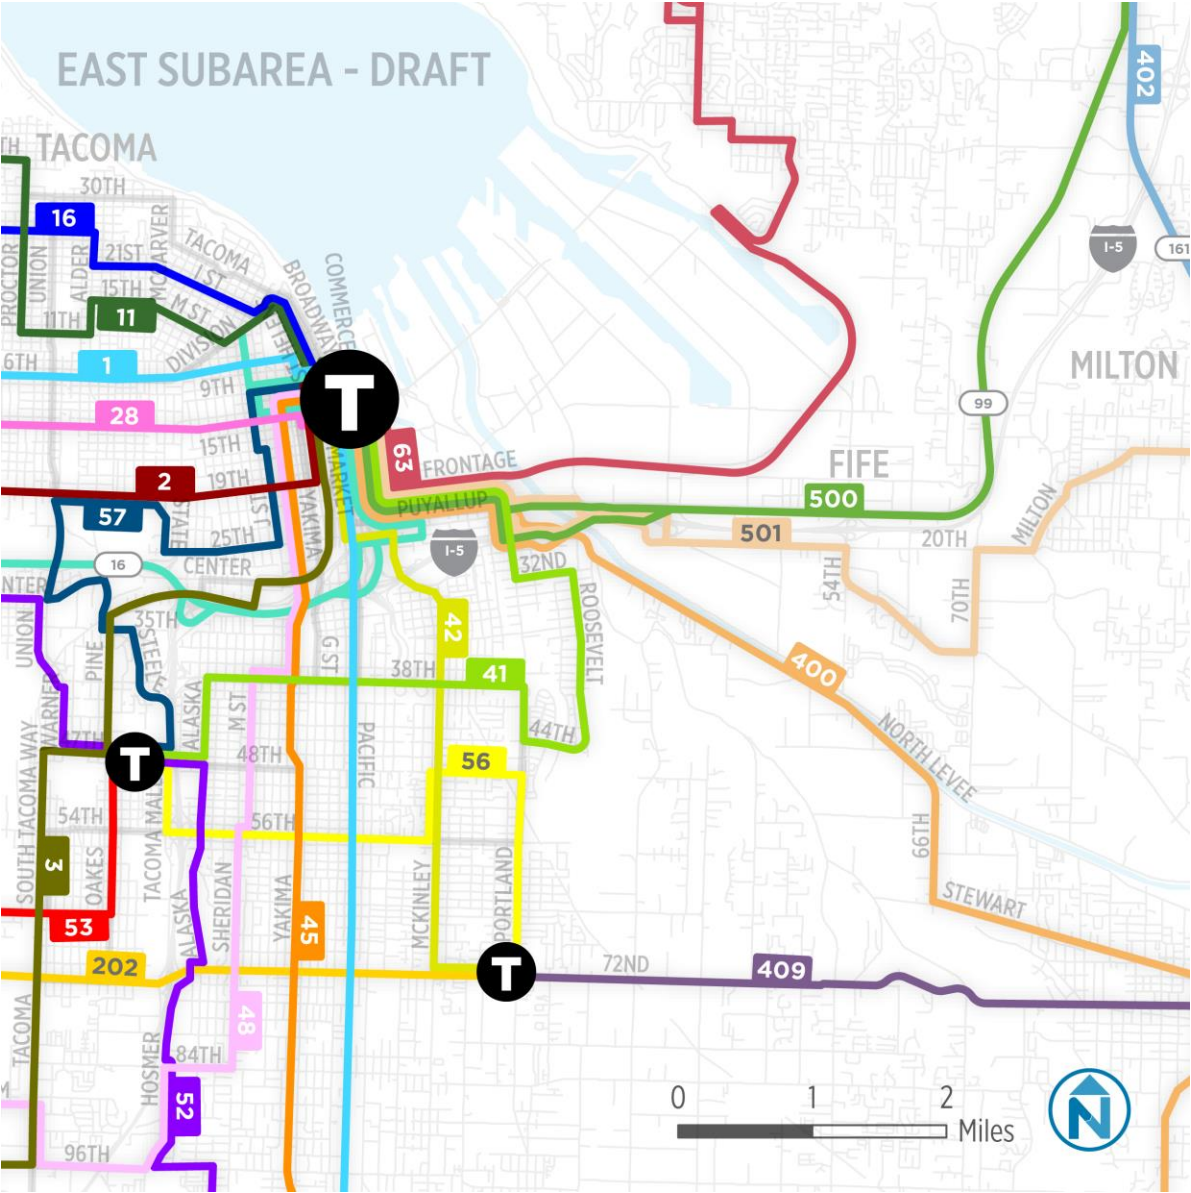 EAST SUBAREA - DRAFT
402
TH
TACOMA
30TH
16
MCCARVER
TACOMA
21ST
I ST
PROCTOR
UNION
ALDER
15TH
M ST
BROADWAY
COMMERCE
I-5
161
11TH
11
DIVISION
6TH
1
9TH
T
MILTON
99
28
15TH
63
FRONTAGE
FIFE
2
19TH
MARKET
PUYALLUP
500
57
STATE
YAKIMA
25TH
501
20TH
MILTON
16
CENTER
I-5
32ND
54TH
70TH
35TH
UNION
PINE
STEELE
G ST
42
ROOSEVELT
38TH
41
400
ALASKA
M ST
44TH
NORTH LEVEE
T
48TH
PACIFIC
56
SOUTH TACOMA WAY
54TH
TACOMA MALL
56TH
66TH
3
OAKES
SHERIDAN
YAKIMA
MCKINLEY
PORTLAND
STEWART
53
ALASKA
45
202
T
72ND
409
TACOMA
48
HOSMER
84TH
52
96TH
0
1
2
Miles
N